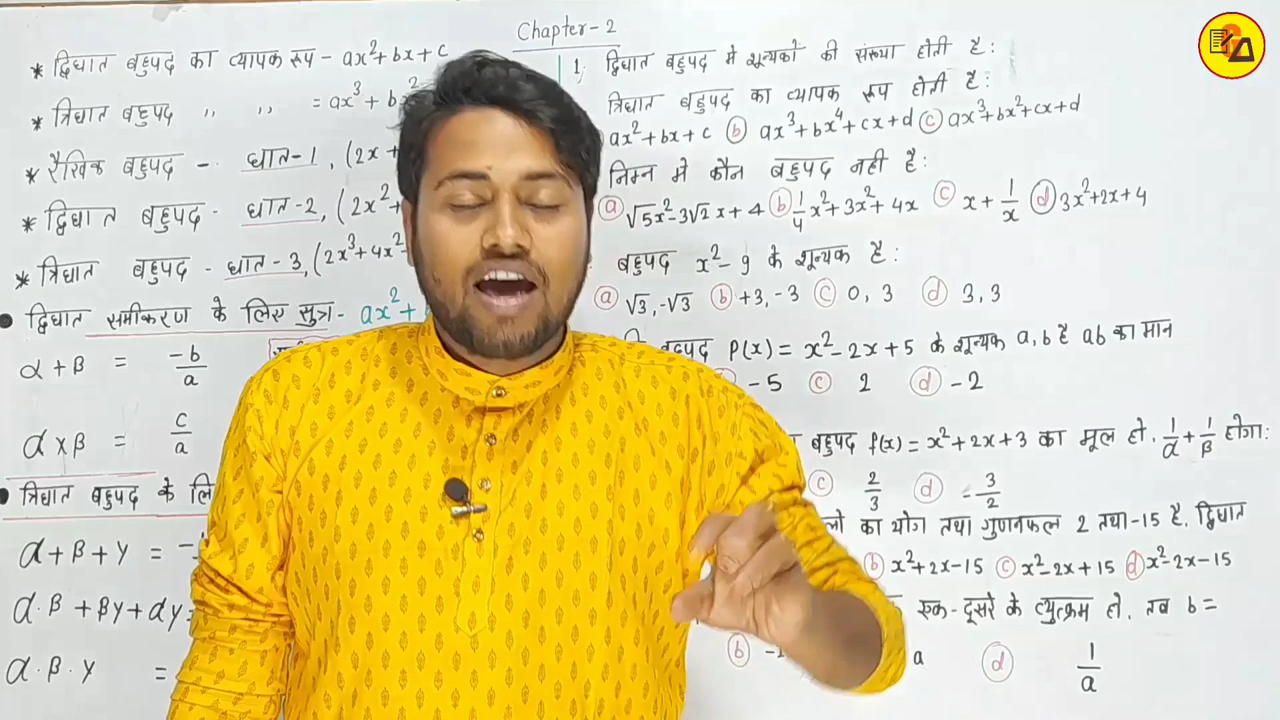 Chapter-2
* द्विघात बहुपद का व्यापक रूप - ax²+bx+c
* त्रिघात बहुपद ,, ,, = ax³+b
* रैखिक बहुपद - घात-1, (2x+
* द्विघात बहुपद - घात-2, (2x²+
* त्रिघात बहुपद - घात-3, (2x³+4x²-
● द्विघात समीकरण के लिए सुत्र - ax²+
α+β = -b/a
α×β = c/a
● त्रिघात बहुपद के लि
α+β+γ = -
α.β+βγ+αγ=
α.β.γ =
1. द्विघात बहुपद मे शून्यकों की संख्या होती है:
त्रिघात बहुपद का व्यापक रूप होती है:
ax²+bx+c ⓑ ax³+bx⁴+cx+d ⓒ ax³+bx²+cx+d
निम्न मे कौन बहुपद नही है:
ⓐ √5x²-3√2x+4 ⓑ 1/4x²+3x²+4x ⓒ x+1/x ⓓ 3x²+2x+4
बहुपद x²-9 के शून्यक है:
ⓐ √3,-√3 ⓑ +3,-3 ⓒ 0,3 ⓓ 3,3
बहुपद P(x) = x²-2x+5 के शून्यक a,b है ab का मान
-5 ⓒ 2 ⓓ -2
बहुपद f(x) = x²+2x+3 का मूल हो, 1/α+1/β होगा:
ⓒ 2/3 ⓓ -3/2
का योग तथा गुणनफल 2 तथा -15 है, द्विघात
ⓑ x²+2x-15 ⓒ x²-2x+15 ⓓ x²-2x-15
एक-दूसरे के व्युत्क्रम हो, तब b =
ⓑ - a ⓓ 1/a